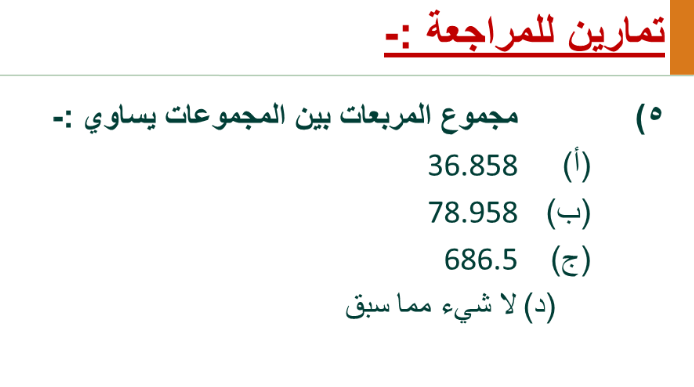 تمارين للمراجعة :-
٥) مجموع المربعات بين المجموعات يساوي :-
(أ) 36.858
(ب) 78.958
(ج) 686.5
(د) لا شيء مما سبق